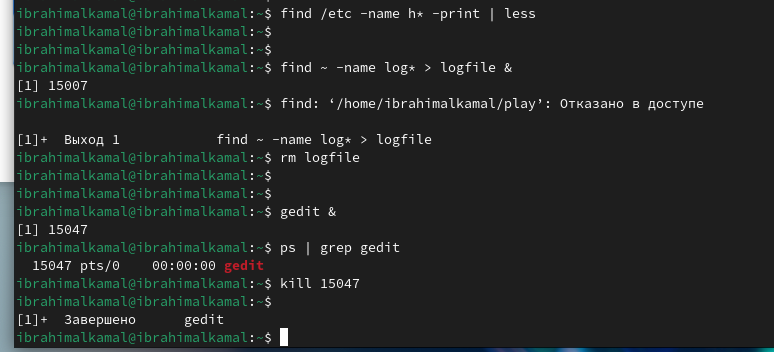 ibrahimalkamal@ibrahimalkamal:~$ find /etc -name h* -print | less
ibrahimalkamal@ibrahimalkamal:~$
ibrahimalkamal@ibrahimalkamal:~$
ibrahimalkamal@ibrahimalkamal:~$ find ~ -name log* > logfile &
[1] 15007
ibrahimalkamal@ibrahimalkamal:~$ find: ‘/home/ibrahimalkamal/play’: Отказано в доступе
[1]+  Выход 1            find ~ -name log* > logfile
ibrahimalkamal@ibrahimalkamal:~$ rm logfile
ibrahimalkamal@ibrahimalkamal:~$
ibrahimalkamal@ibrahimalkamal:~$
ibrahimalkamal@ibrahimalkamal:~$ gedit &
[1] 15047
ibrahimalkamal@ibrahimalkamal:~$ ps | grep gedit
  15047 pts/0    00:00:00 gedit
ibrahimalkamal@ibrahimalkamal:~$ kill 15047
ibrahimalkamal@ibrahimalkamal:~$
[1]+  Завершено      gedit
ibrahimalkamal@ibrahimalkamal:~$